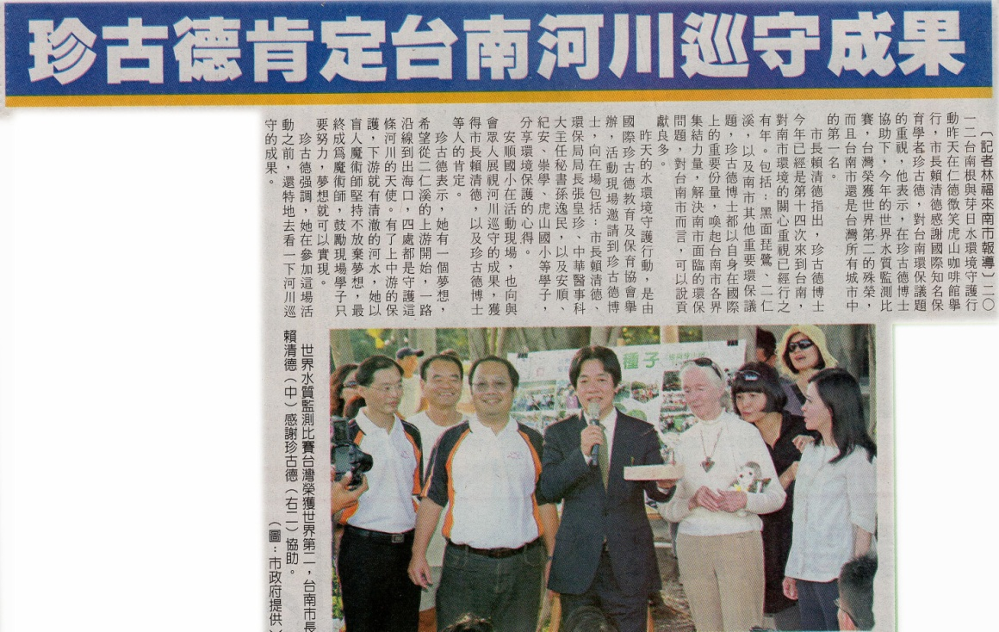 珍古德肯定台南河川巡守成果
〔記者林福來南市報導〕二〇
一二台南根與芽日水環境守護行
動昨天在仁德微笑虎山咖啡館舉
行，市長賴清德感謝國際知名保
育學者珍古德，對台南環保議題
的重視，他表示，在珍古德博士
協助下，今年的世界水質監測比
賽，台灣榮獲世界第二的殊榮，
而且台南市還是台灣所有城市中
的第一名。
市長賴清德指出，珍古德博士
今年已經是第十四次來到台南，
對南市環境的關心重視已經行之
有年。包括：黑面琵鷺、二仁
溪，以及南市其他重要環保議
題，珍古德博士都以自身在國際
上的重要份量，喚起台南市各界
集結力量，解決南市面臨的環保
問題，對台南市而言，可以說貢
獻良多。
昨天的水環境守護行動，是由
國際珍古德教育及保育協會舉
辦，活動現場邀請到珍古德博
士，向在場包括：市長賴清德、
環保局局長張皇珍、中華醫事科
大主任秘書孫逸民，以及安順、
紀安、崇學、虎山國小等學子，
分享環境保護的心得。
安順國小在活動現場，也向與
會眾人展視河川巡守的成果，獲
得市長賴清德，以及珍古德博士
等人的肯定。
珍古德表示，她有一個夢想，
希望從二仁溪的上游開始，一路
沿線到出海口，四處都是守護這
條河川的天使。有了上中游的保
護，下游就有清澈的河水，她以
盲人魔術師堅持不放棄夢想，最
終成爲魔術師，鼓勵現場學子只
要努力，夢想就可以實現。
珍古德強調，她在參加這場活
動之前，還特地去看一下河川巡
守的成果。
種子
世界水質監測比賽台灣榮獲世界第二，台南市長
賴清德（中）感謝珍古德（右二）協助。
（圖：市政府提供）